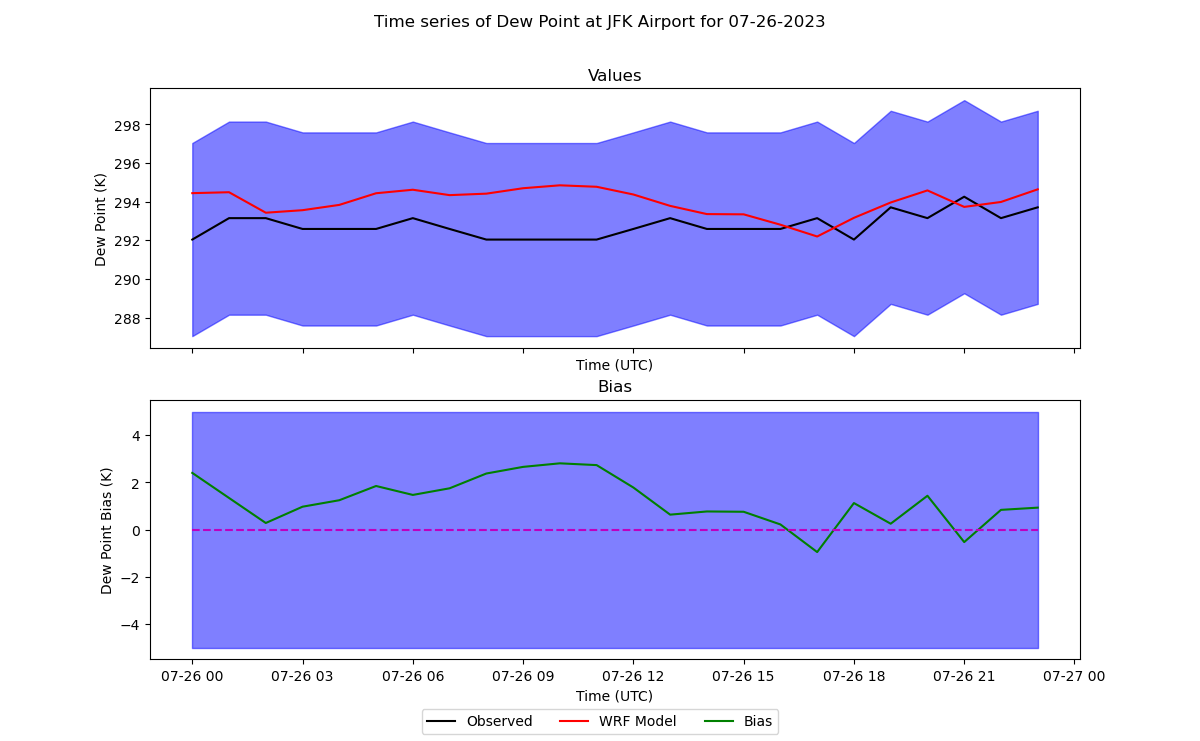 Time series of Dew Point at JFK Airport for 07-26-2023
Values
298
296
294
292
290
288
Dew Point (K)
Time (UTC)
Bias
4
2
0
−2
−4
Dew Point Bias (K)
07-26 00 07-26 03 07-26 06 07-26 09 07-26 12 07-26 15 07-26 18 07-26 21 07-27 00
Time (UTC)
Observed WRF Model Bias